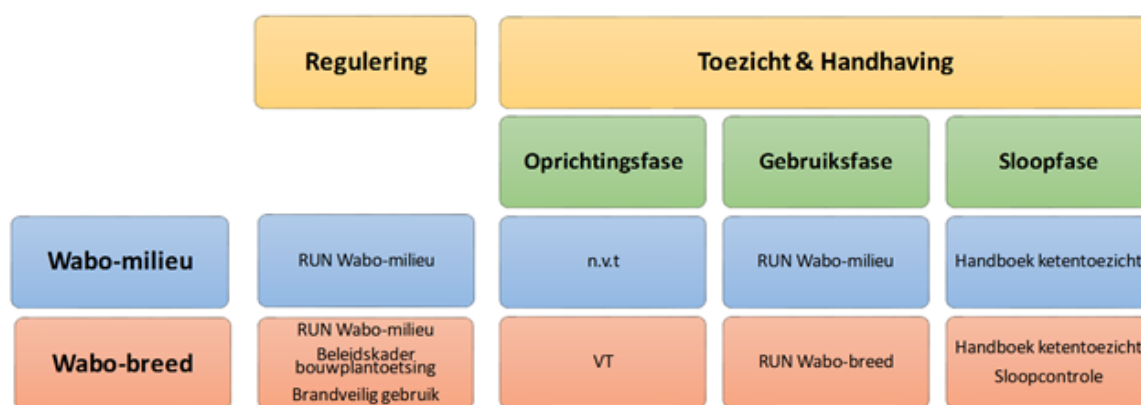 Regulering
Toezicht & Handhaving
Oprichtingsfase
Gebruiksfase
Sloopfase
Wabo-milieu
RUN Wabo-milieu
n.v.t
RUN Wabo-milieu
Handboek ketentoezicht
Wabo-breed
RUN Wabo-milieu
Beleidskader
bouwplantoetsing
Brandveilig gebruik
VT
RUN Wabo-breed
Handboek ketentoezicht
Sloopcontrole